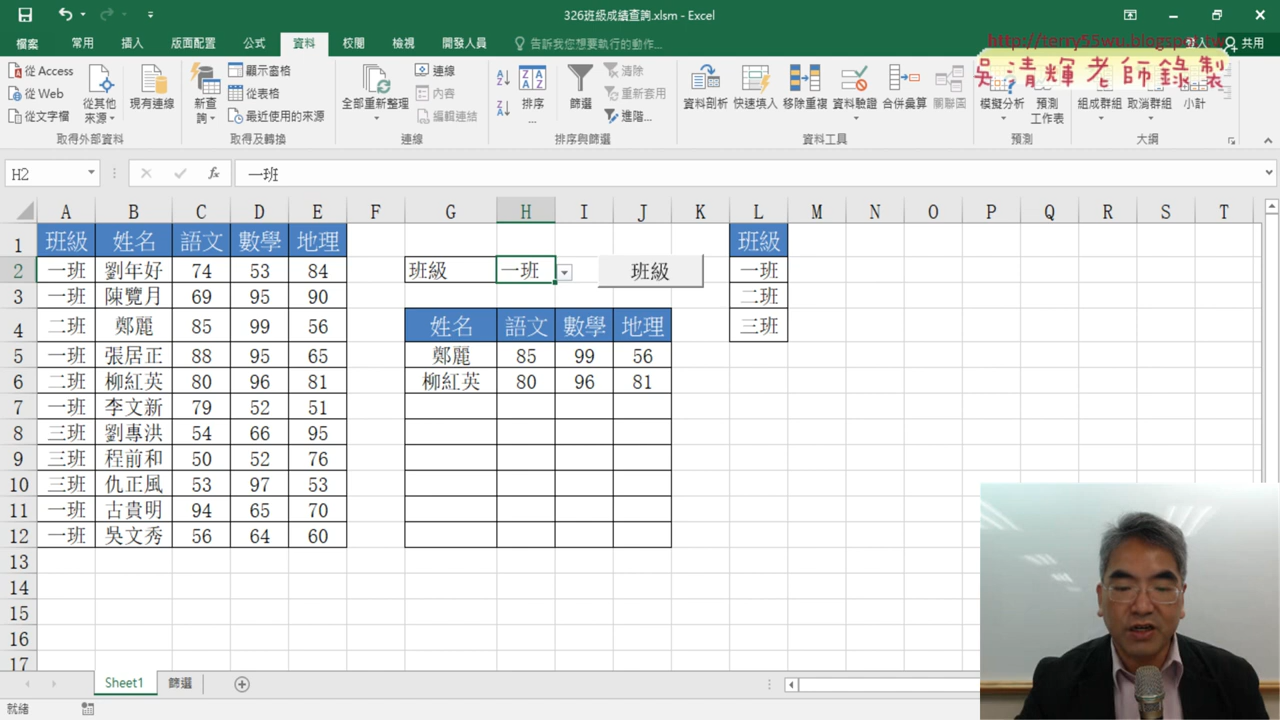 326班級成績查詢.xlsm - Excel
檔案 常用 插入 版面配置 公式 資料 校閱 檢視 開發人員 告訴我您想要執行的動作... 登入 共用
http://terry55wu.blogspot.tw
吳清輝老師錄製
從 Access
從 Web
從文字檔
從其他來源
現有連線
新查詢
顯示查詢
從表格
最近使用的來源
全部重新整理
連線
內容
編輯連結
排序...
篩選
清除
重新套用
進階...
資料剖析 快速填入 移除重複 資料驗證 合併彙算 關聯圖
模擬分析 預測工作表
組成群組 取消群組 小計
取得外部資料 取得及轉換 連線 排序與篩選 資料工具 預測 大綱
H2 fx 一班
A B C D E F G H I J K L M N O P Q R S T
1 班級 姓名 語文 數學 地理 班級
2 一班 劉年好 74 53 84 班級 一班 班級 一班
3 一班 陳覽月 69 95 90 二班
4 二班 鄭麗 85 99 56 姓名 語文 數學 地理 三班
5 一班 張居正 88 95 65 鄭麗 85 99 56
6 二班 柳紅英 80 96 81 柳紅英 80 96 81
7 一班 李文新 79 52 51
8 三班 劉專洪 54 66 95
9 三班 程前和 50 52 76
10 三班 仇正風 53 97 53
11 一班 古貴明 94 65 70
12 一班 吳文秀 56 64 60
13
14
15
16
17
Sheet1 篩選
就緒